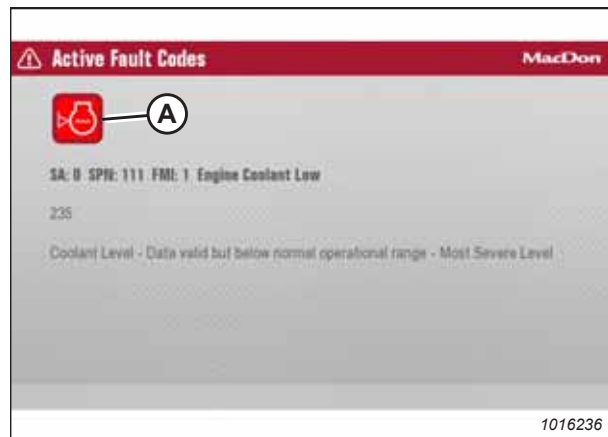 Active Fault Codes MacDon
A
SA: 0 SPN: 111 FMI: 1 Engine Coolant Low
235
Coolant Level - Data valid but below normal operational range - Most Severe Level
1016236